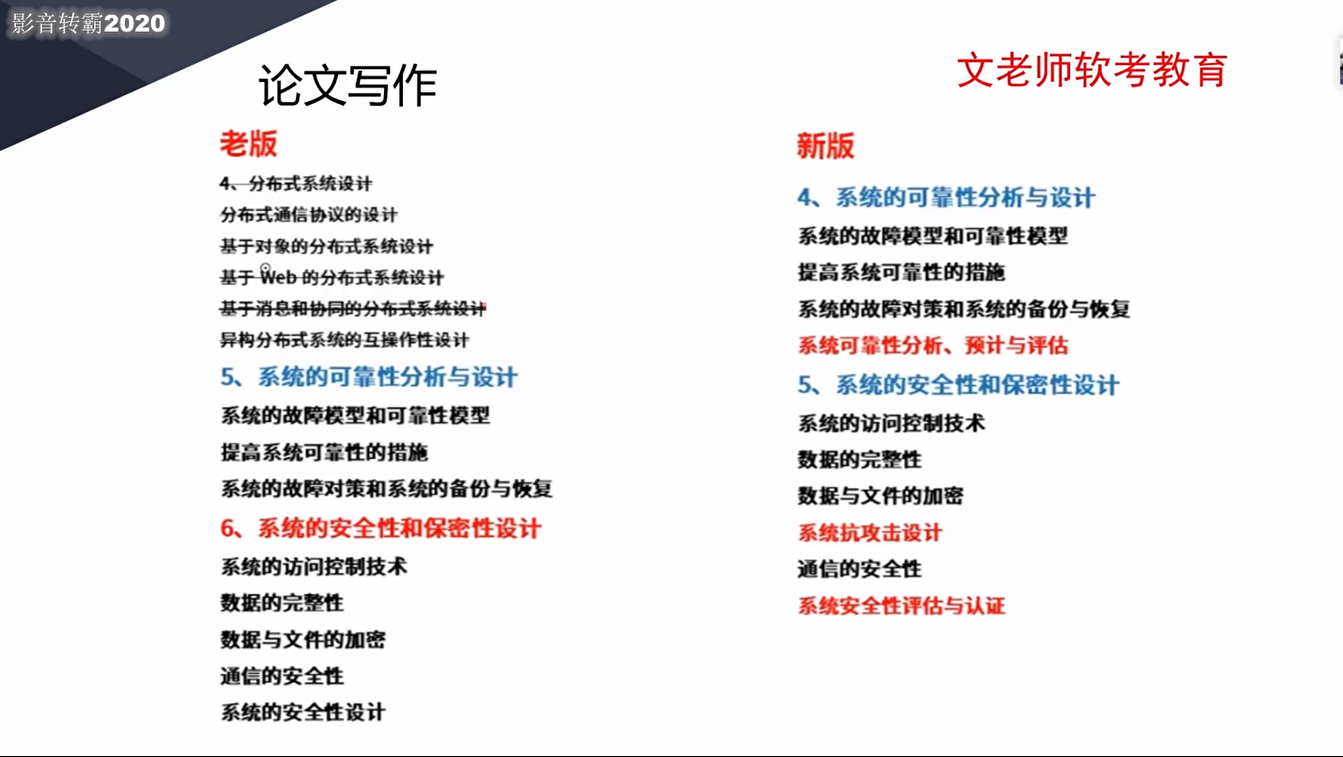 影音转霸2020
论文写作
文老师软考教育
老版
4、分布式系统设计
分布式通信协议的设计
基于对象的分布式系统设计
基于 Web 的分布式系统设计
基于消息和协同的分布式系统设计
异构分布式系统的互操作性设计
5、系统的可靠性分析与设计
系统的故障模型和可靠性模型
提高系统可靠性的措施
系统的故障对策和系统的备份与恢复
6、系统的安全性和保密性设计
系统的访问控制技术
数据的完整性
数据与文件的加密
通信的安全性
系统的安全性设计
新版
4、系统的可靠性分析与设计
系统的故障模型和可靠性模型
提高系统可靠性的措施
系统的故障对策和系统的备份与恢复
系统可靠性分析、预计与评估
5、系统的安全性和保密性设计
系统的访问控制技术
数据的完整性
数据与文件的加密
系统抗攻击设计
通信的安全性
系统安全性评估与认证